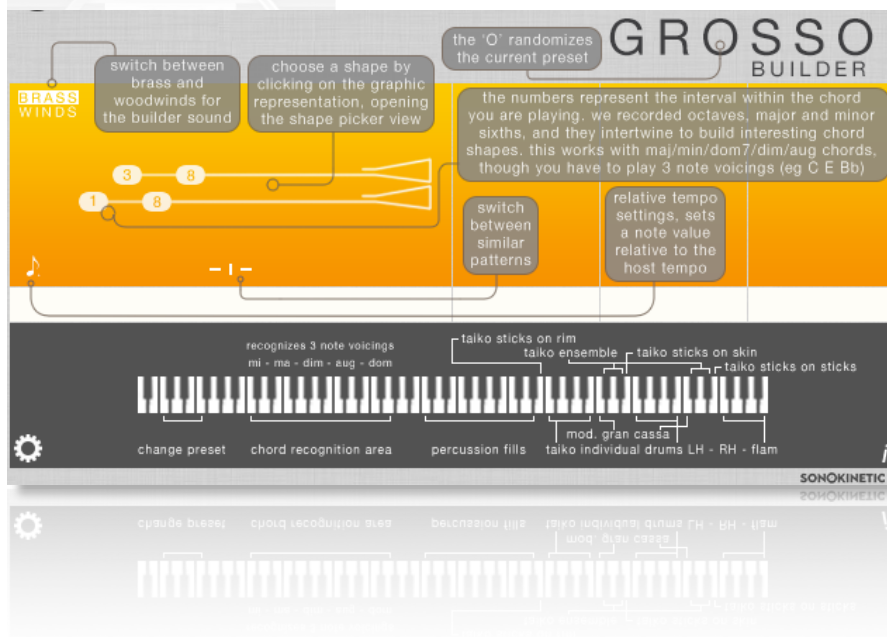 GROSSO
BUILDER
the 'O' randomizes
the current preset
switch between
brass and
woodwinds for
the builder sound
choose a shape by
clicking on the graphic
representation, opening
the shape picker view
BRASS
WINDS
the numbers represent the interval within the chord
you are playing. we recorded octaves, major and minor
sixths, and they intertwine to build interesting chord
shapes. this works with maj/min/dom7/dim/aug chords,
though you have to play 3 note voicings (eg C E Bb)
3 8
1 8
switch
between
similar
patterns
relative tempo
settings, sets
a note value
relative to the
host tempo
- I -
recognizes 3 note voicings
mi - ma - dim - aug - dom
taiko sticks on rim
taiko ensemble
taiko sticks on skin
taiko sticks on sticks
mod. gran cassa
change preset
chord recognition area
percussion fills
taiko individual drums LH - RH - flam
i
SONOKINETIC